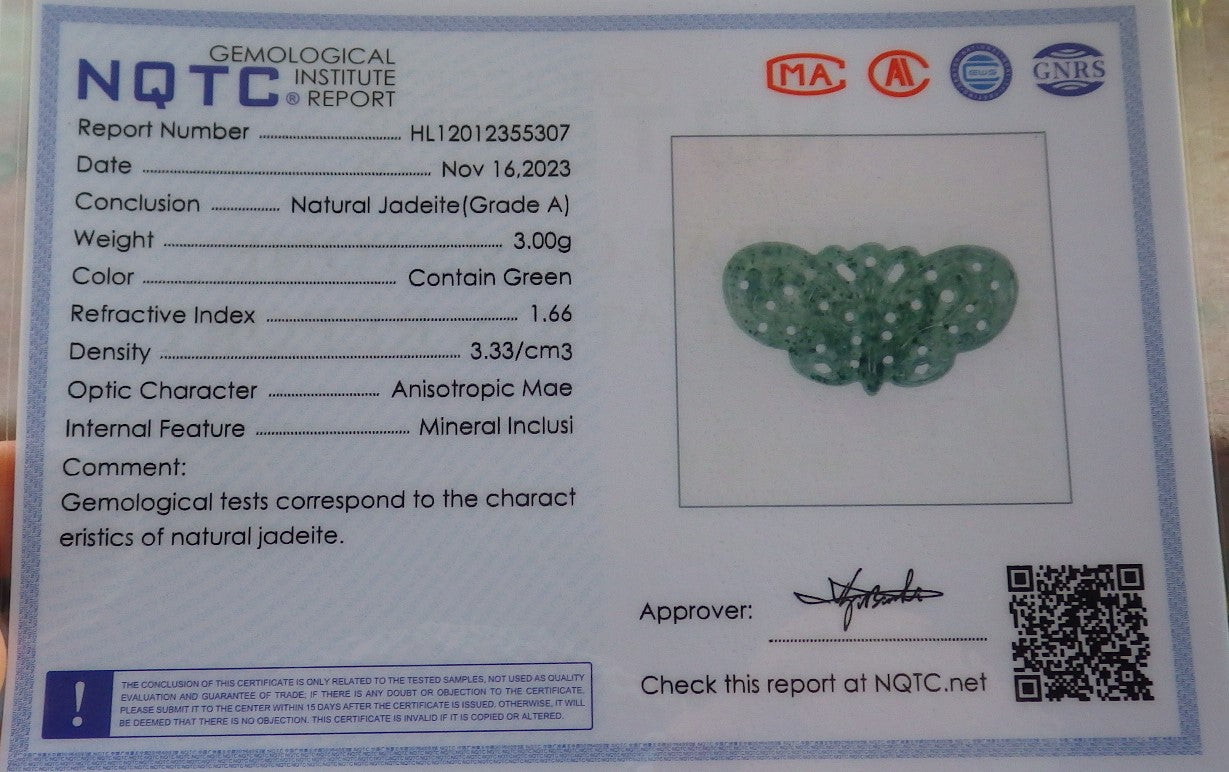 NQTC® GEMOLOGICAL INSTITUTE REPORT
MA
GNRS
Report Number HL12012355307
Date Nov 16,2023
Conclusion Natural Jadeite(Grade A)
Weight 3.00g
Color Contain Green
Refractive Index 1.66
Density 3.33/cm3
Optic Character Anisotropic Mae
Internal Feature Mineral Inclusi
Comment:
Gemological tests correspond to the charact
eristics of natural jadeite.
Approver:
Check this report at NQTC.net
!
THE CONCLUSION OF THIS CERTIFICATE IS ONLY RELATED TO THE TESTED SAMPLES, NOT USED AS QUALITY
EVALUATION AND GUARANTEE OF TRADE, IF THERE IS ANY DOUBT OR OBJECTION TO THE CERTIFICATE,
PLEASE SUBMIT IT TO THE CENTER WITHIN 15 DAYS AFTER THE CERTIFICATE IS ISSUED. OTHERWISE, IT WILL
BE DEEMED THAT THERE IS NO OBJECTION. THIS CERTIFICATE IS INVALID IF IT IS COPIED OR ALTERED.